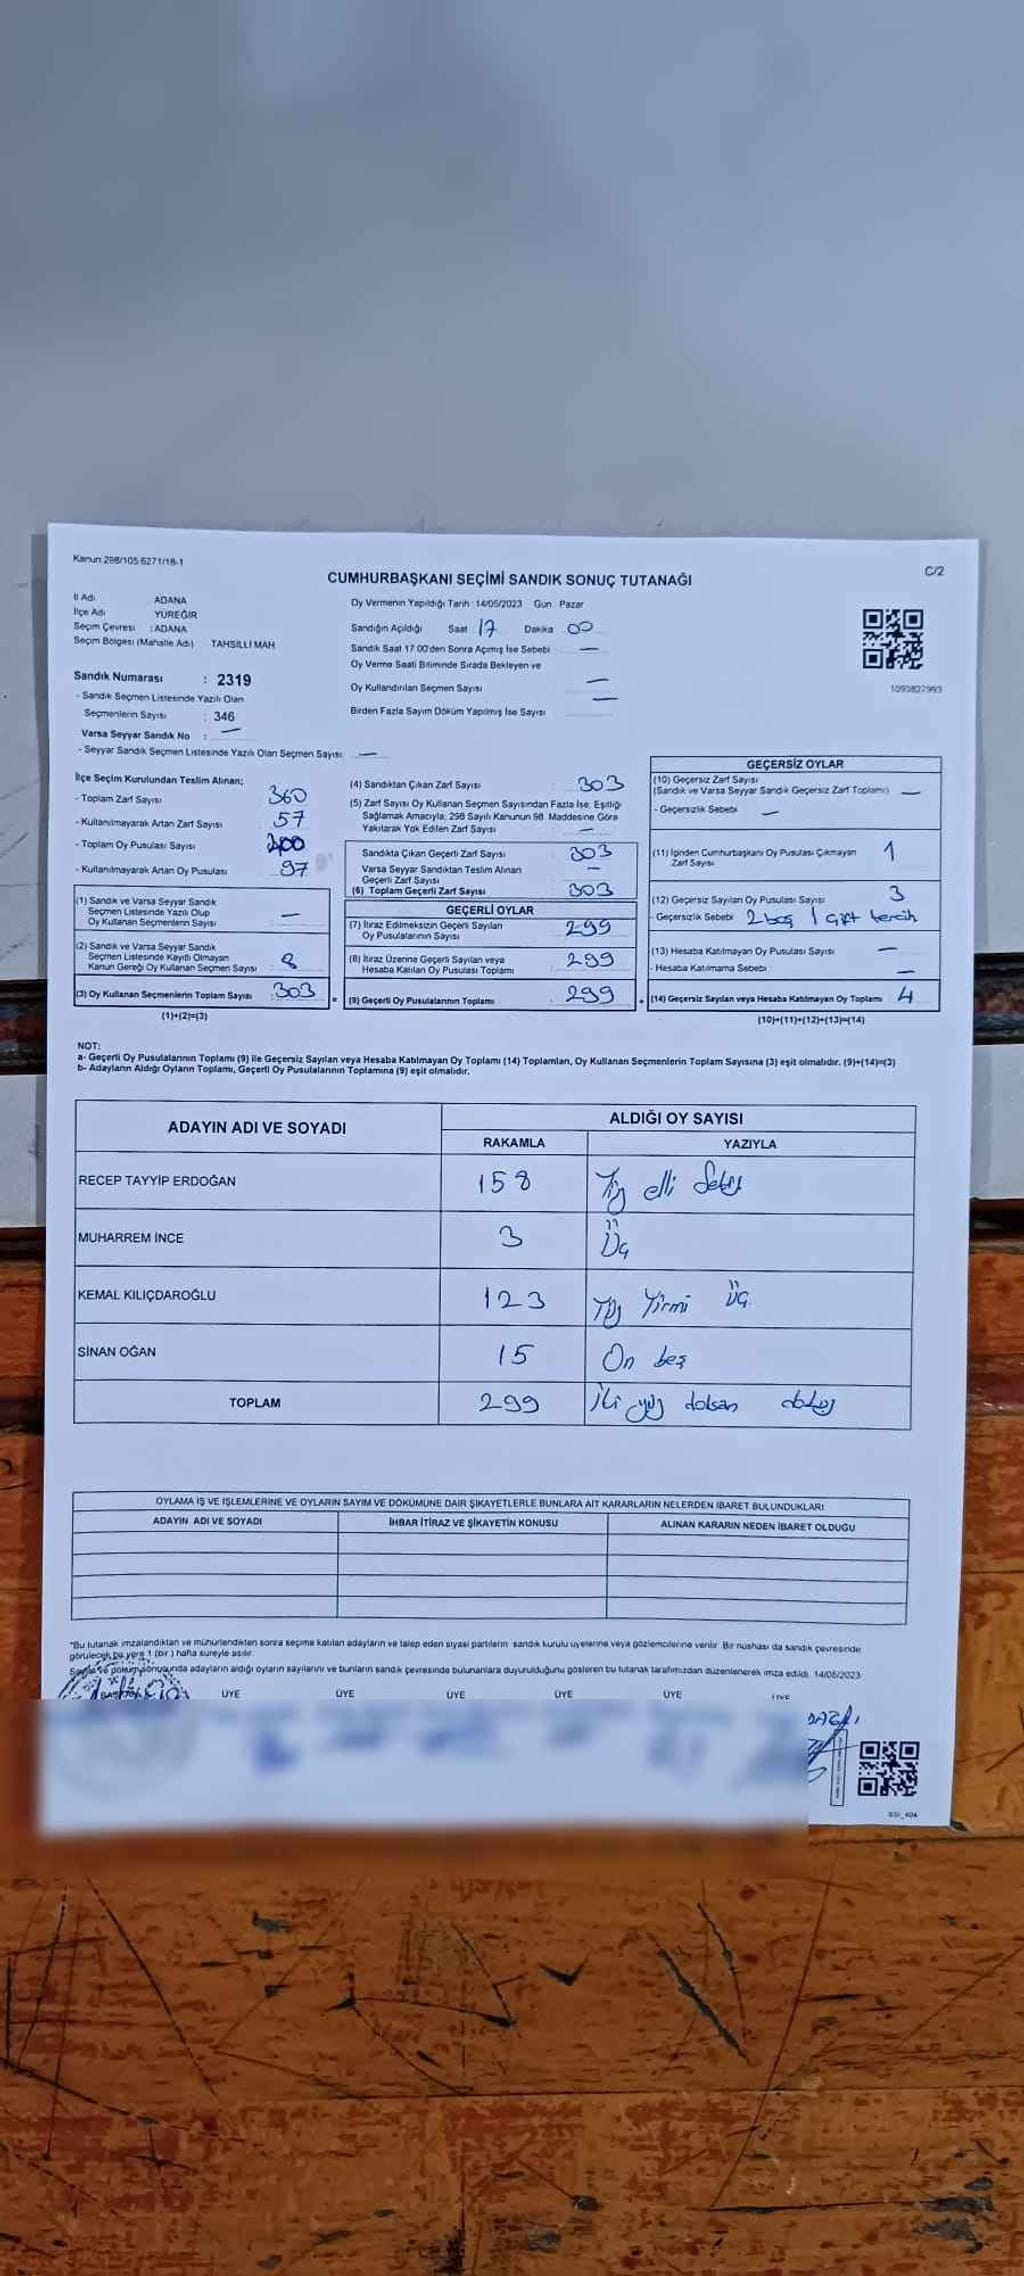 Kanun 298/105 6271/18-1
CUMHURBAŞKANI SEÇİMİ SANDIK SONUÇ TUTANAĞI
C/2
İl Adı ADANA
İlçe Adı YÜREĞİR
Seçim Çevresi : ADANA
Seçim Bölgesi (Mahalle Adı) TAHSİLLİ MAH
Oy Vermenin Yapıldığı Tarih : 14/05/2023 Gün : Pazar
Sandığın Açıldığı Saat 17 Dakika 00
Sandık Saat 17:00'den Sonra Açılmış İse Sebebi —
Oy Verme Saati Bitiminde Sırada Bekleyen ve
Oy Kullandırılan Seçmen Sayısı —
Birden Fazla Sayım Döküm Yapılmış İse Sayısı —
1093827993
Sandık Numarası : 2319
- Sandık Seçmen Listesinde Yazılı Olan
Seçmenlerin Sayısı : 346
Varsa Seyyar Sandık No : —
- Seyyar Sandık Seçmen Listesinde Yazılı Olan Seçmen Sayısı —
İlçe Seçim Kurulundan Teslim Alınan;
- Toplam Zarf Sayısı 360
- Kullanılmayarak Artan Zarf Sayısı 57
- Toplam Oy Pusulası Sayısı 400
- Kullanılmayarak Artan Oy Pusulası 97
(1) Sandık ve Varsa Seyyar Sandık
Seçmen Listesinde Yazılı Olup
Oy Kullanan Seçmenlerin Sayısı —
(2) Sandık ve Varsa Seyyar Sandık
Seçmen Listesinde Kayıtlı Olmayan
Kanun Gereği Oy Kullanan Seçmen Sayısı 8
(3) Oy Kullanan Seçmenlerin Toplam Sayısı 303
(1)+(2)=(3)
(4) Sandıktan Çıkan Zarf Sayısı 303
(5) Zarf Sayısı Oy Kullanan Seçmen Sayısından Fazla İse, Eşitliği
Sağlamak Amacıyla; 298 Sayılı Kanunun 98. Maddesine Göre
Yakılarak Yok Edilen Zarf Sayısı —
Sandıkta Çıkan Geçerli Zarf Sayısı 303
Varsa Seyyar Sandıktan Teslim Alınan
Geçerli Zarf Sayısı —
(6) Toplam Geçerli Zarf Sayısı 303
GEÇERLİ OYLAR
(7) İtiraz Edilmeksizin Geçerli Sayılan
Oy Pusulalarının Sayısı 299
(8) İtiraz Üzerine Geçerli Sayılan veya
Hesaba Katılan Oy Pusulası Toplamı 299
= (9) Geçerli Oy Pusulalarının Toplamı : 299
GEÇERSİZ OYLAR
(10) Geçersiz Zarf Sayısı
(Sandık ve Varsa Seyyar Sandık Geçersiz Zarf Toplamı) —
- Geçersizlik Sebebi —
(11) İçinden Cumhurbaşkanı Oy Pusulası Çıkmayan
Zarf Sayısı 1
(12) Geçersiz Sayılan Oy Pusulası Sayısı 3
- Geçersizlik Sebebi 2 boş 1 çift tercih
(13) Hesaba Katılmayan Oy Pusulası Sayısı —
- Hesaba Katılmama Sebebi —
+ (14) Geçersiz Sayılan veya Hesaba Katılmayan Oy Toplamı 4
(10)+(11)+(12)+(13)=(14)
NOT:
a- Geçerli Oy Pusulalarının Toplamı (9) ile Geçersiz Sayılan veya Hesaba Katılmayan Oy Toplamı (14) Toplamları, Oy Kullanan Seçmenlerin Toplam Sayısına (3) eşit olmalıdır. (9)+(14)=(3)
b- Adayların Aldığı Oyların Toplamı, Geçerli Oy Pusulalarının Toplamına (9) eşit olmalıdır.
ADAYIN ADI VE SOYADI ALDIĞI OY SAYISI
RAKAMLA YAZIYLA
RECEP TAYYİP ERDOĞAN 158 Yüz elli Sekiz
MUHARREM İNCE 3 Üç
KEMAL KILIÇDAROĞLU 123 Yüz Yirmi Üç
SİNAN OĞAN 15 On beş
TOPLAM 299 İki yüz doksan dokuz
OYLAMA İŞ VE İŞLEMLERİNE VE OYLARIN SAYIM VE DÖKÜMÜNE DAİR ŞİKAYETLERLE BUNLARA AİT KARARLARIN NELERDEN İBARET BULUNDUKLARI
ADAYIN ADI VE SOYADI İHBAR İTİRAZ VE ŞİKAYETİN KONUSU ALINAN KARARIN NEDEN İBARET OLDUĞU
*Bu tutanak imzalandıktan ve mühürlendikten sonra seçime katılan adayların ve talep eden siyasi partilerin sandık kurulu üyelerine veya gözlemcilerine verilir. Bir nüshası da sandık çevresinde
görülecek bir yere 1 (bir) hafta süreyle asılır.
Sayım ve döküm sonucunda adayların aldığı oyların sayılarını ve bunların sandık çevresinde bulunanlara duyurulduğunu gösteren bu tutanak tarafımızdan düzenlenerek imza edildi. 14/05/2023
ÜYE ÜYE ÜYE ÜYE ÜYE ÜYE